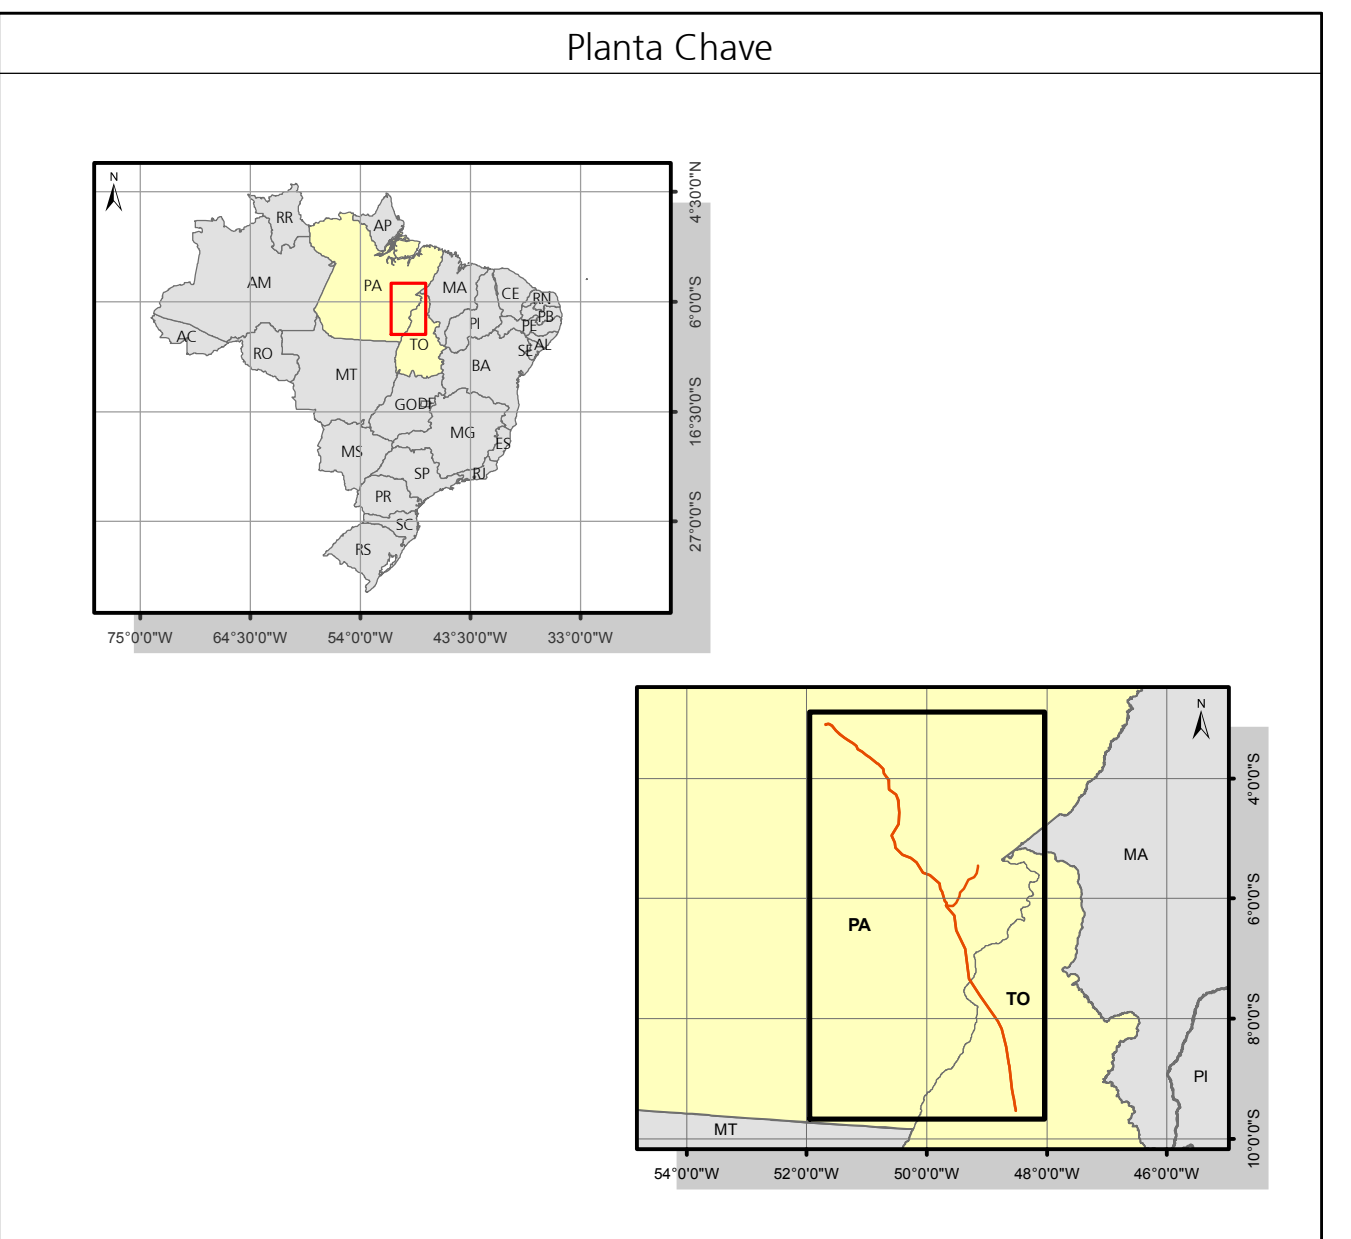 Planta Chave
N
4°30'0"N
RR
AP
AM
PA
MA
CE
RN
6°0'0"S
PB
PI
PE
AC
TO
AL
SE
RO
BA
MT
GO
DF
16°30'0"S
MG
ES
MS
SP
RJ
PR
SC
27°0'0"S
RS
75°0'0"W 64°30'0"W 54°0'0"W 43°30'0"W 33°0'0"W
N
4°0'0"S
MA
6°0'0"S
PA
TO
8°0'0"S
PI
MT
10°0'0"S
54°0'0"W 52°0'0"W 50°0'0"W 48°0'0"W 46°0'0"W